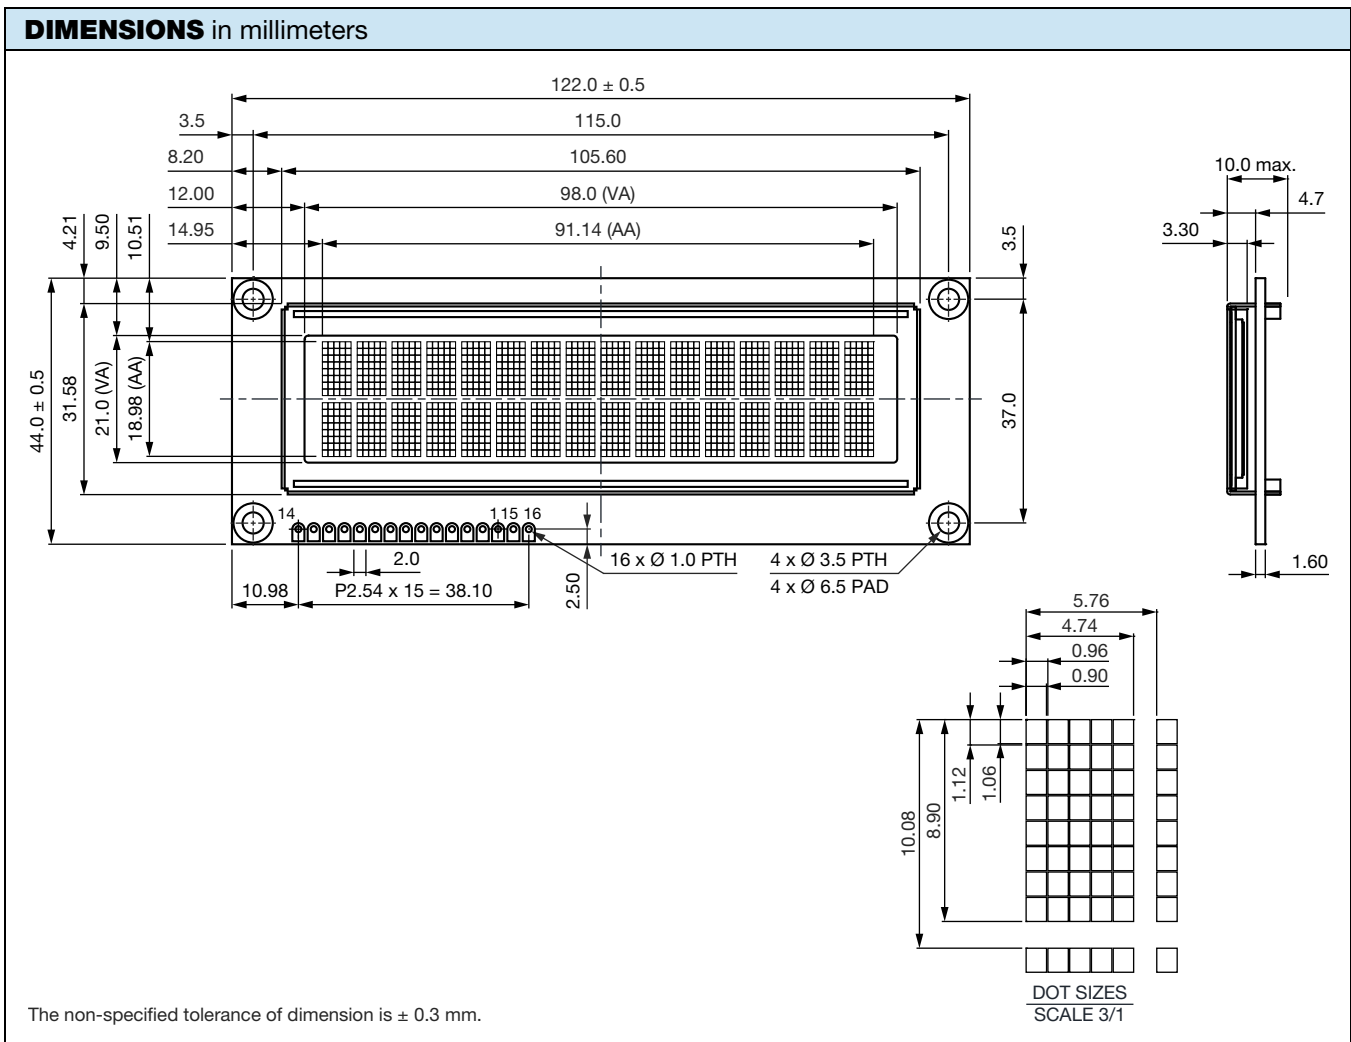 DIMENSIONS in millimeters
122.0 ± 0.5
3.5
115.0
8.20
105.60
12.00
98.0 (VA)
14.95
91.14 (AA)
4.21
9.50
10.51
44.0 ± 0.5
31.58
21.0 (VA)
18.98 (AA)
3.5
37.0
10.0 max.
4.7
3.30
1.60
14
1 15 16
2.0
10.98
P2.54 x 15 = 38.10
2.50
16 x Ø 1.0 PTH
4 x Ø 3.5 PTH
4 x Ø 6.5 PAD
5.76
4.74
0.96
0.90
1.12
1.06
10.08
8.90
DOT SIZES
SCALE 3/1
The non-specified tolerance of dimension is ± 0.3 mm.